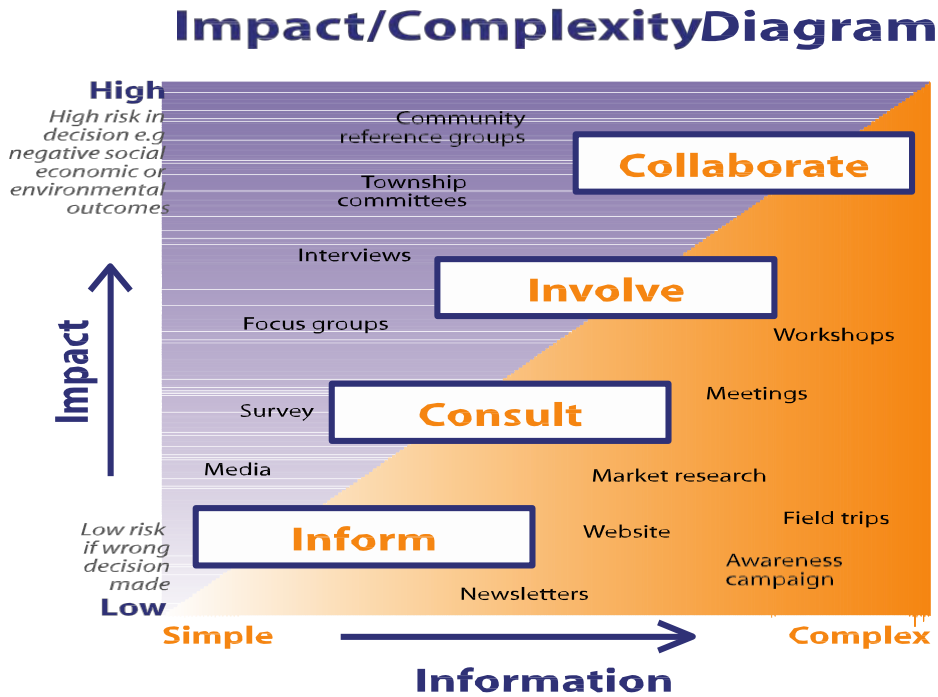 Impact/Complexity Diagram
High
High risk in
decision e.g
negative social
economic or
environmental
outcomes
Community
reference groups
Collaborate
Township
committees
Interviews
Involve
Focus groups
Workshops
Impact
Meetings
Survey
Consult
Media
Market research
Field trips
Low risk
if wrong
decision
made
Inform
Website
Awareness
campaign
Newsletters
Low
Simple
Complex
Information